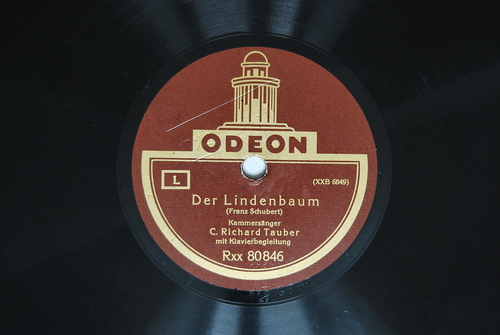 ODEON
L
(XXB 6849)
Der Lindenbaum
(Franz Schubert)
Kammersänger
C. Richard Tauber
mit Klavierbegleitung
Rxx 80846